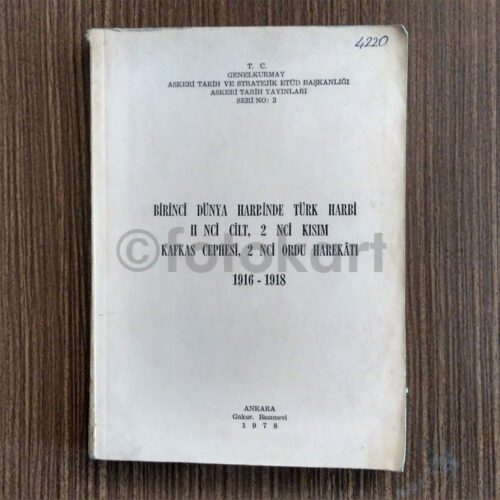 4220
T. C.
GENELKURMAY
ASKERİ TARİH VE STRATEJİK ETÜD BAŞKANLIĞI
ASKERİ TARİH YAYINLARI
SERİ NO: 3
BİRİNCİ DÜNYA HARBİNDE TÜRK HARBİ
II NCİ CİLT, 2 NCİ KISIM
KAFKAS CEPHESİ, 2 NCİ ORDU HAREKÂTI
©fotokart
1916 - 1918
ANKARA
Gnkur. Basımevi
1978